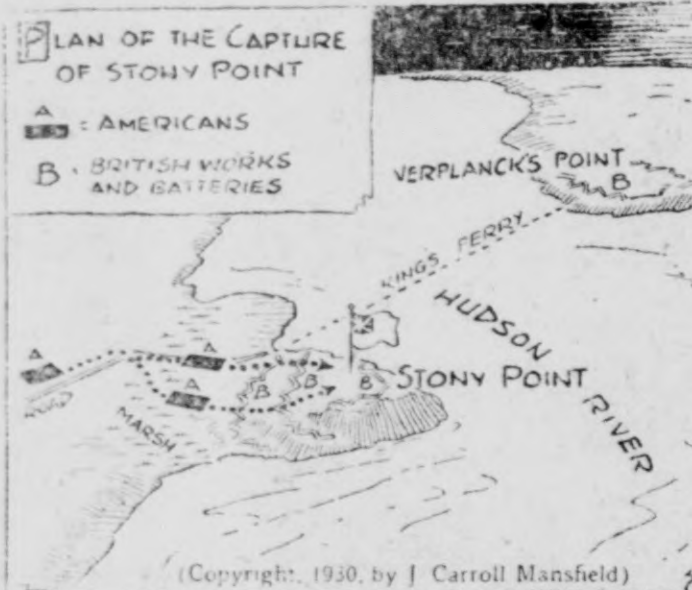 PLAN OF THE CAPTURE
OF STONY POINT
A = AMERICANS
B = BRITISH WORKS
AND BATTERIES
VERPLANCK'S POINT
B
KINGS FERRY
HUDSON
RIVER
A
A
A
B
B
B
STONY POINT
ROAD
MARSH
(Copyright, 1930, by J Carroll Mansfield)